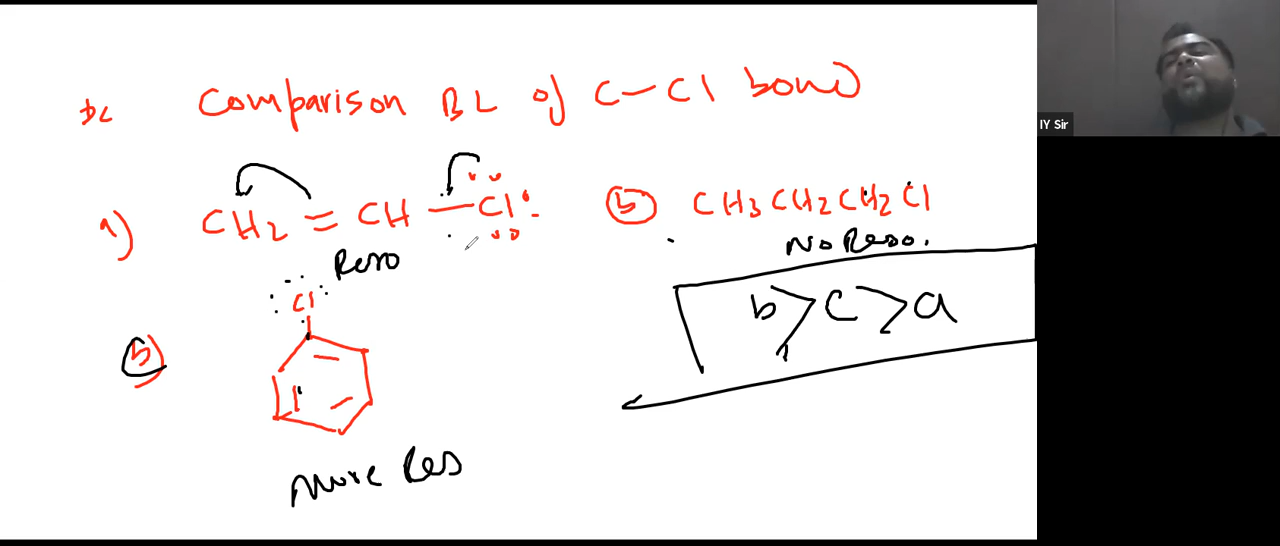 Comparison BL of C-Cl bond
a) CH2 = CH - Cl:
(b) CH3CH2CH2Cl
Reso
No Reso.
Cl
b > c > a
b)
More Res
IY Sir